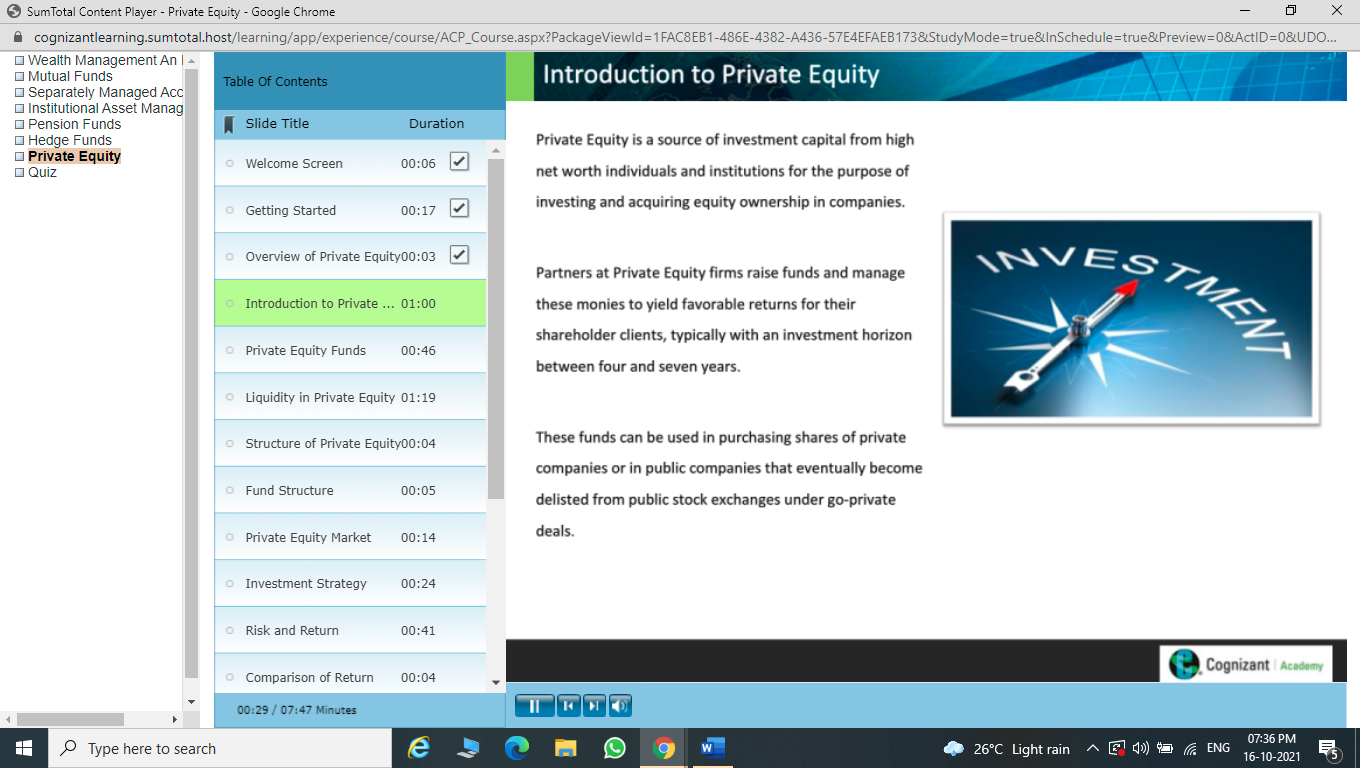 SumTotal Content Player - Private Equity - Google Chrome
cognizantlearning.sumtotal.host/learning/app/experience/course/ACP_Course.aspx?PackageViewId=1FAC8EB1-486E-4382-A436-57E4EFAEB173&StudyMode=true&InSchedule=true&Preview=0&ActID=0&UDO...
Wealth Management An
Mutual Funds
Separately Managed Acc
Institutional Asset Manag
Pension Funds
Hedge Funds
Private Equity
Quiz
Table Of Contents
Slide Title Duration
Welcome Screen 00:06
Getting Started 00:17
Overview of Private Equity 00:03
Introduction to Private ... 01:00
Private Equity Funds 00:46
Liquidity in Private Equity 01:19
Structure of Private Equity 00:04
Fund Structure 00:05
Private Equity Market 00:14
Investment Strategy 00:24
Risk and Return 00:41
Comparison of Return 00:04
00:29 / 07:47 Minutes
Introduction to Private Equity
Private Equity is a source of investment capital from high
net worth individuals and institutions for the purpose of
investing and acquiring equity ownership in companies.
Partners at Private Equity firms raise funds and manage
these monies to yield favorable returns for their
shareholder clients, typically with an investment horizon
between four and seven years.
These funds can be used in purchasing shares of private
companies or in public companies that eventually become
delisted from public stock exchanges under go-private
deals.
INVESTMENT
Cognizant | Academy
Type here to search
26°C Light rain
ENG
07:36 PM
16-10-2021
5